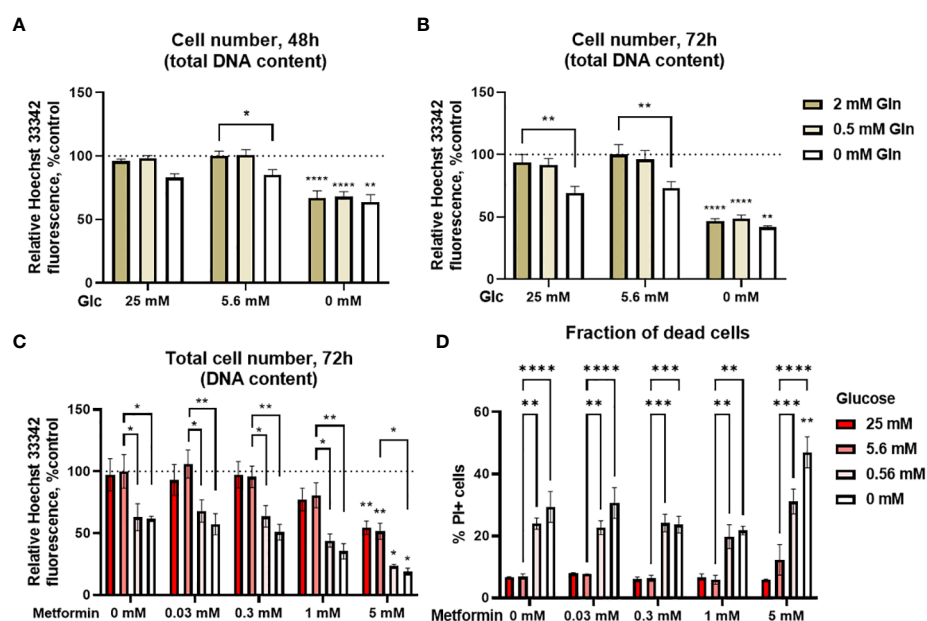 A
Cell number, 48h
(total DNA content)
Relative Hoechst 33342
fluorescence, %control
150
100
50
0
*
**** **** **
Glc 25 mM 5.6 mM 0 mM
B
Cell number, 72h
(total DNA content)
Relative Hoechst 33342
fluorescence, %control
150
100
50
0
** **
**** **** **
Glc 25 mM 5.6 mM 0 mM
2 mM Gln
0.5 mM Gln
0 mM Gln
C
Total cell number, 72h
(DNA content)
Relative Hoechst 33342
fluorescence, %control
150
100
50
0
* ** ** ** *
* * * *
** ** * *
Metformin 0 mM 0.03 mM 0.3 mM 1 mM 5 mM
D
Fraction of dead cells
% PI+ cells
60
40
20
0
**** **** *** ** ****
** ** *** ** ***
**
Metformin 0 mM 0.03 mM 0.3 mM 1 mM 5 mM
Glucose
25 mM
5.6 mM
0.56 mM
0 mM